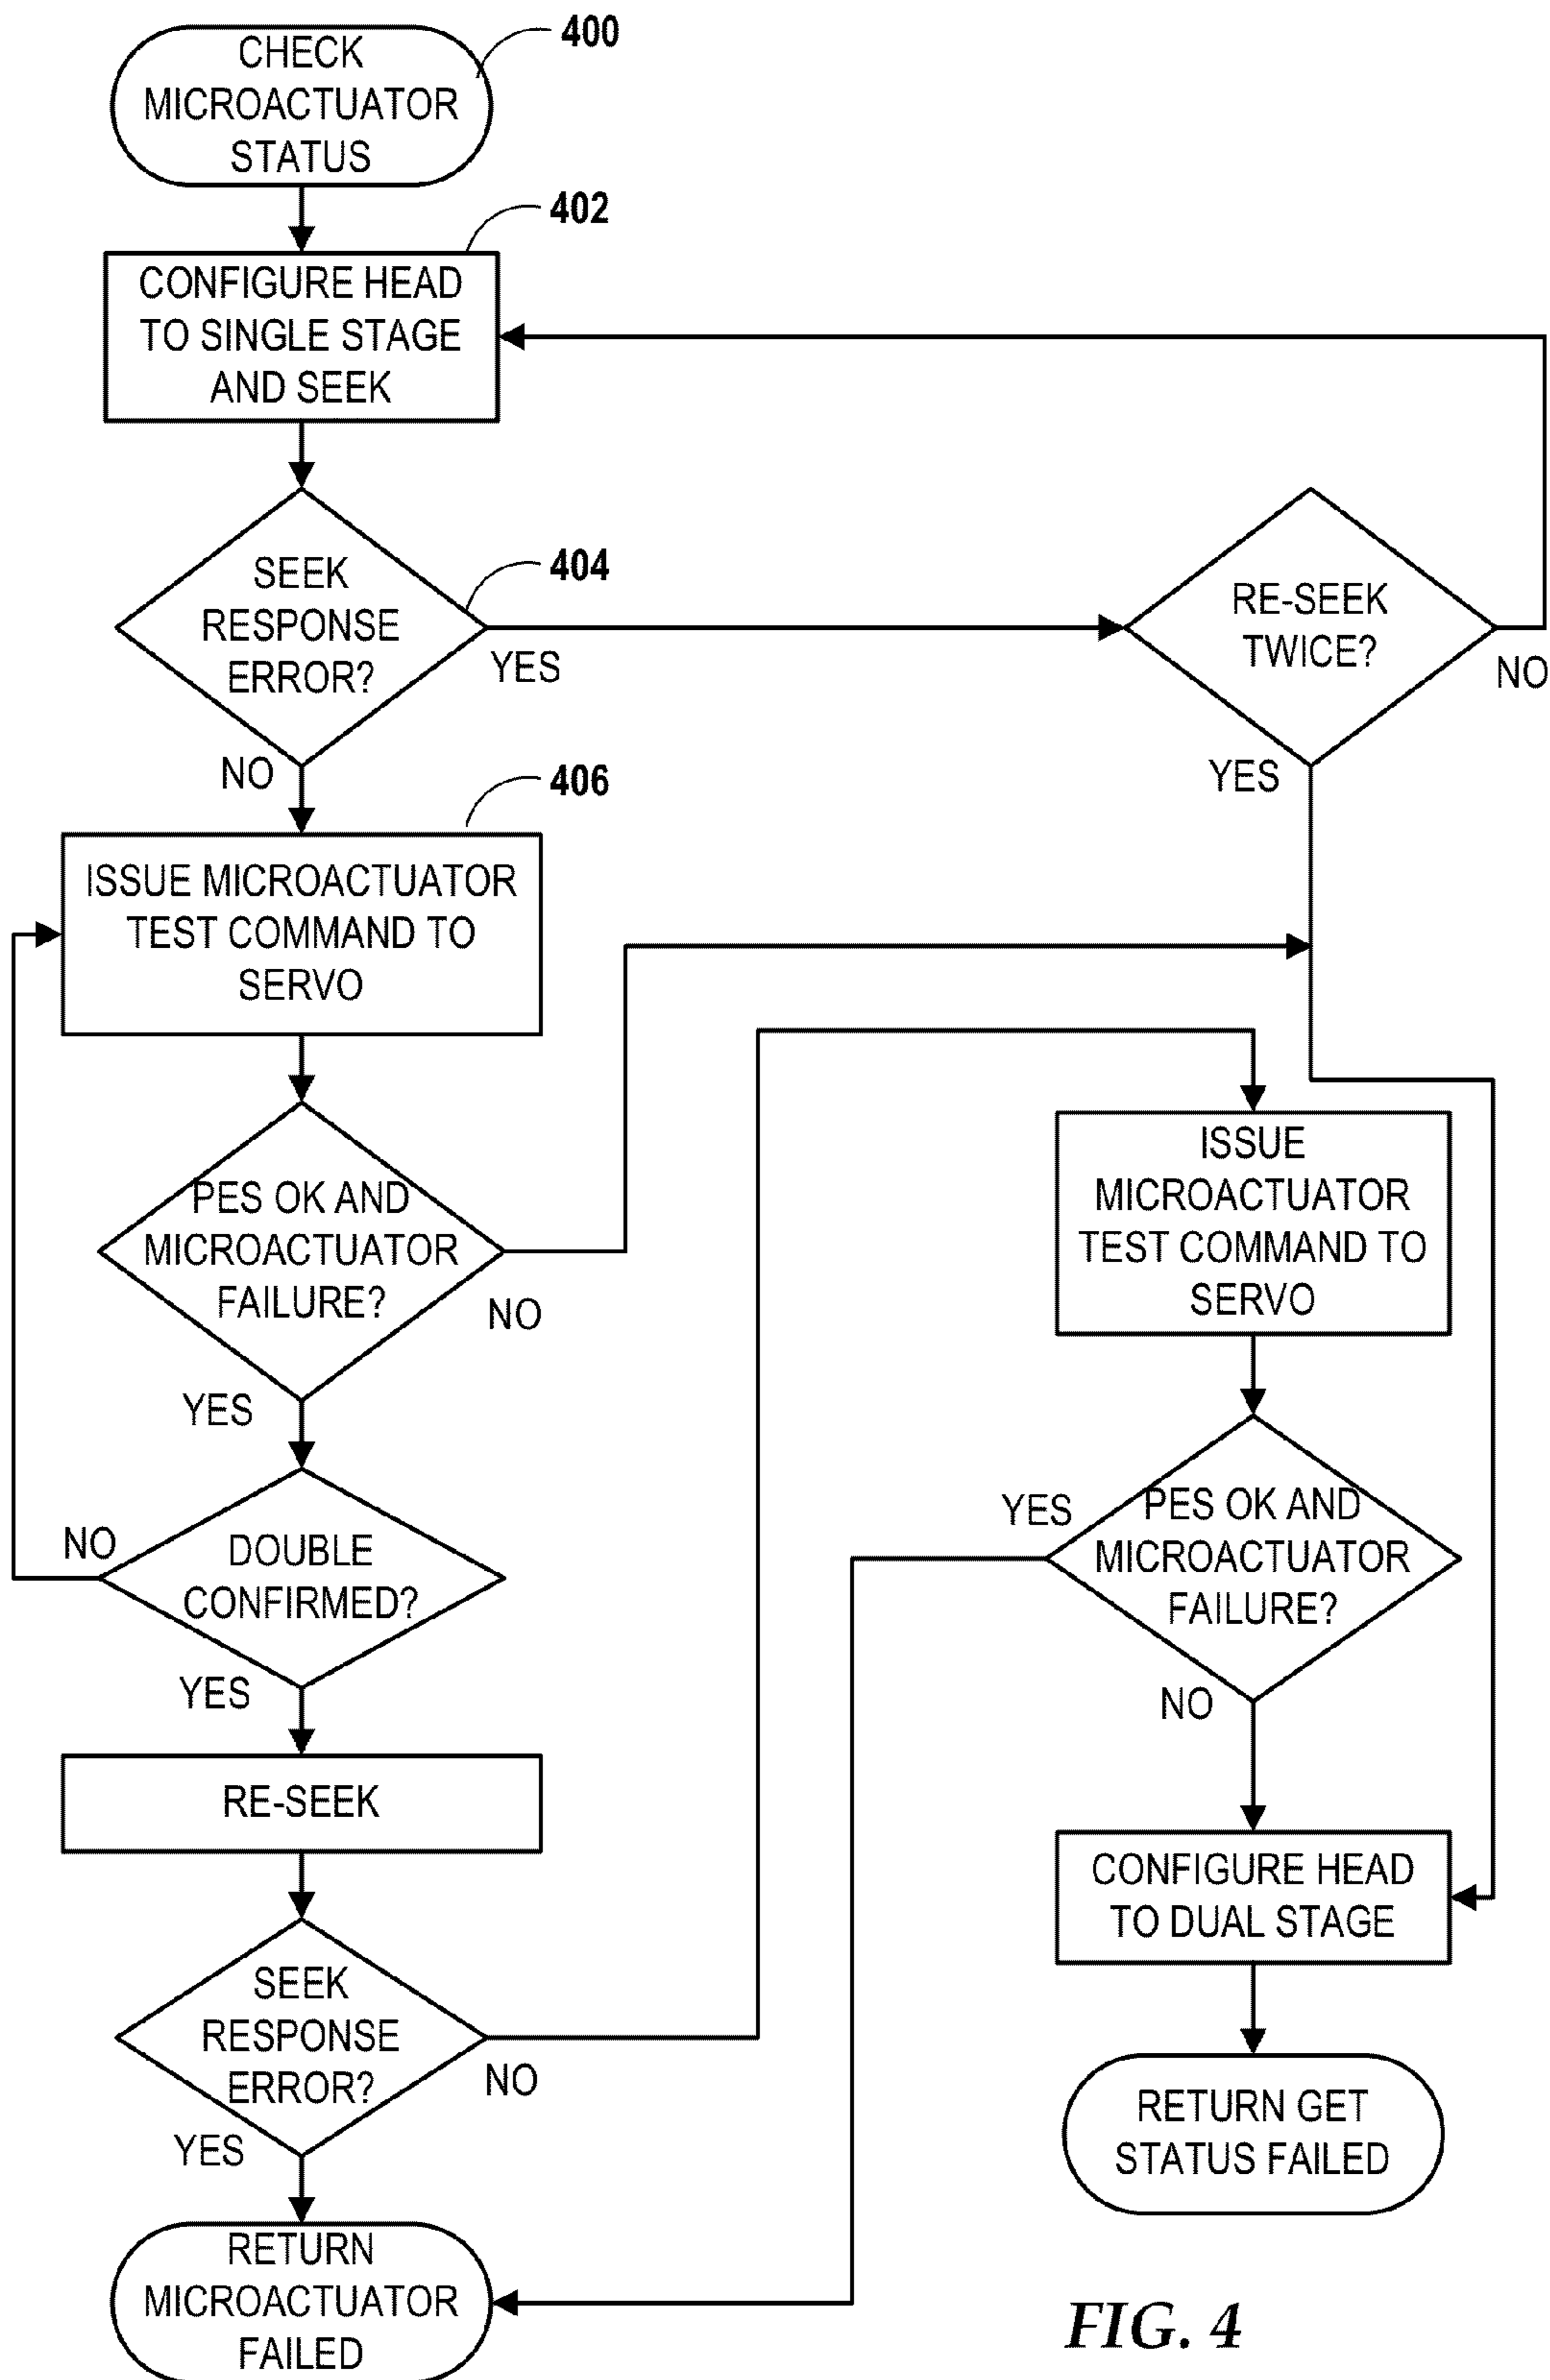 CHECK
MICROACTUATOR
STATUS
400
402
CONFIGURE HEAD
TO SINGLE STAGE
AND SEEK
404
SEEK
RESPONSE
ERROR?
YES
NO
RE-SEEK
TWICE?
NO
YES
406
ISSUE MICROACTUATOR
TEST COMMAND TO
SERVO
PES OK AND
MICROACTUATOR
FAILURE?
NO
YES
DOUBLE
CONFIRMED?
NO
YES
RE-SEEK
SEEK
RESPONSE
ERROR?
NO
YES
RETURN
MICROACTUATOR
FAILED
ISSUE
MICROACTUATOR
TEST COMMAND TO
SERVO
PES OK AND
MICROACTUATOR
FAILURE?
YES
NO
CONFIGURE HEAD
TO DUAL STAGE
RETURN GET
STATUS FAILED
FIG. 4